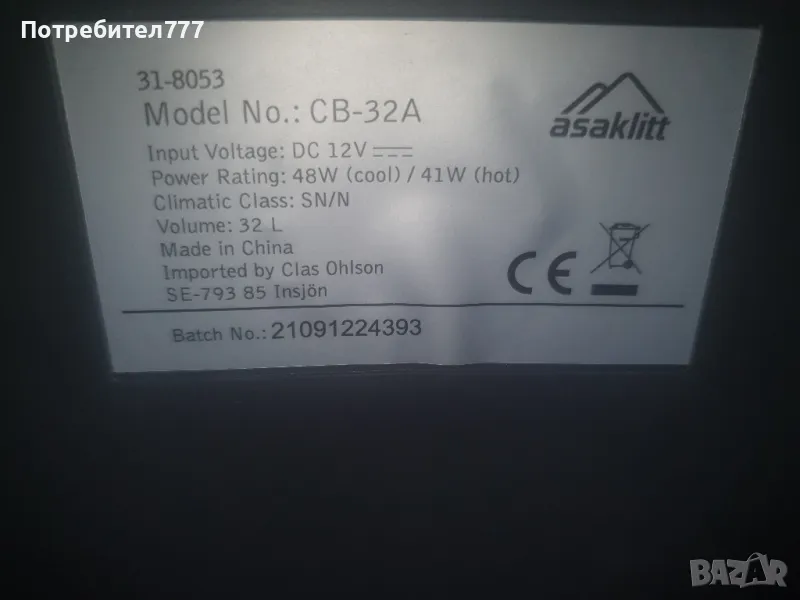 Потребител777
31-8053
Model No.: CB-32A
asaklitt
Input Voltage: DC 12V
Power Rating: 48W (cool) / 41W (hot)
Climatic Class: SN/N
Volume: 32 L
Made in China
Imported by Clas Ohlson
SE-793 85 Insjön
CE
Batch No.: 21091224393
BAZAR